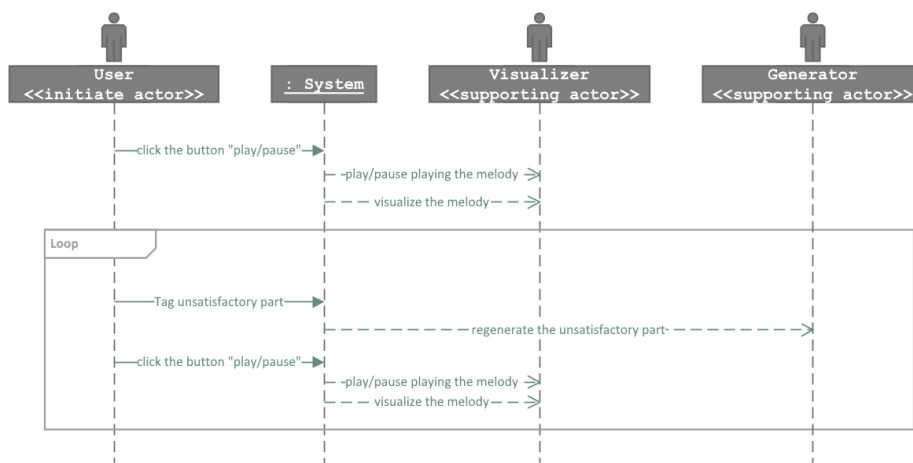 User
<<initiate actor>>
: System
Visualizer
<<supporting actor>>
Generator
<<supporting actor>>
click the button "play/pause"
play/pause playing the melody
visualize the melody
Loop
Tag unsatisfactory part
regenerate the unsatisfactory part
click the button "play/pause"
play/pause playing the melody
visualize the melody